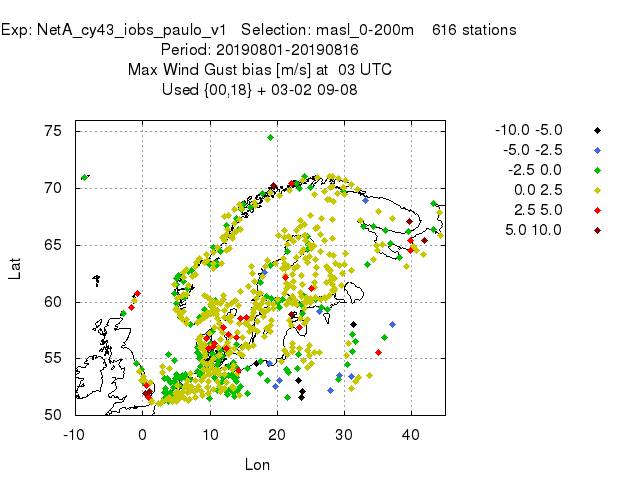 Exp: NetA_cy43_iobs_paulo_v1   Selection: masl_0-200m    616 stations
Period: 20190801-20190816
Max Wind Gust bias [m/s] at  03 UTC
Used {00,18} + 03-02 09-08
75
70
65
60
55
50
Lat
-10 0 10 20 30 40
Lon
-10.0 -5.0
-5.0 -2.5
-2.5 0.0
0.0 2.5
2.5 5.0
5.0 10.0